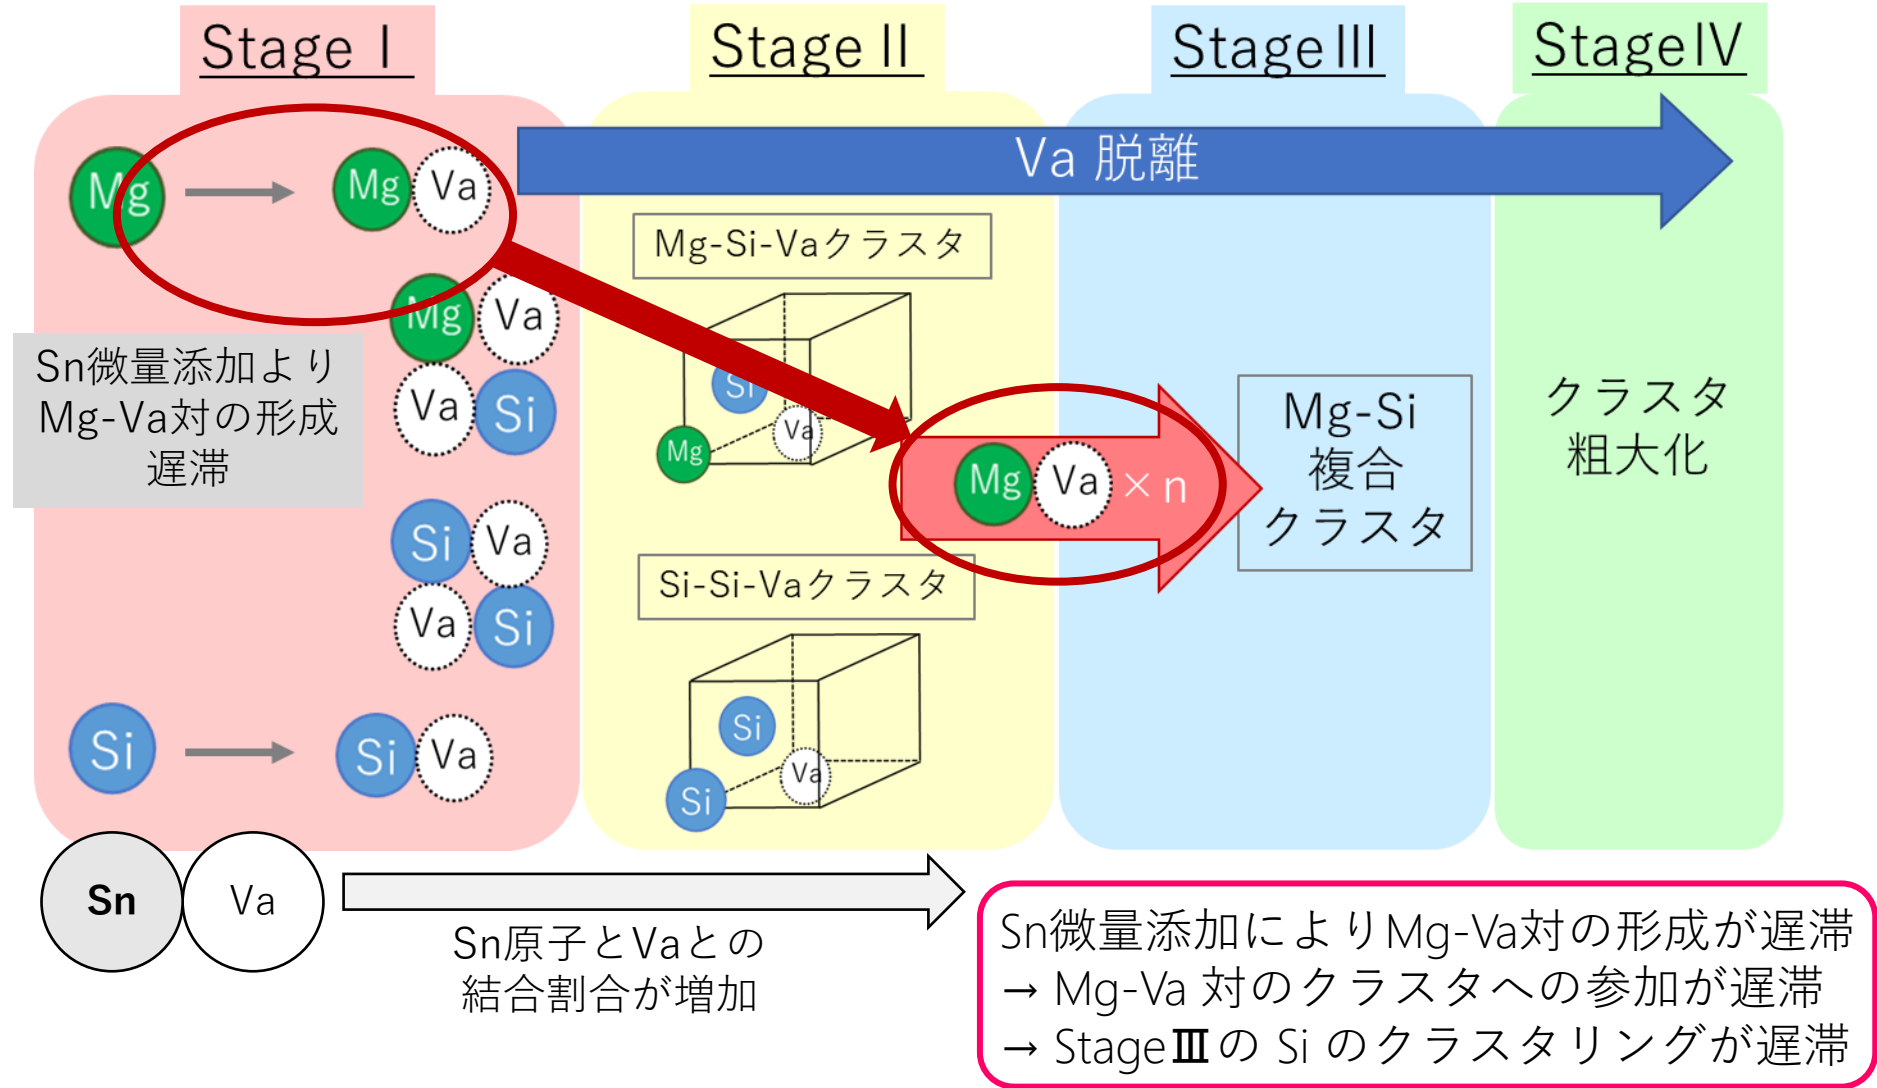 Stage Ⅰ
Stage Ⅱ
Stage Ⅲ
Stage Ⅳ
Va 脱離
Mg
Mg
Va
Mg
Va
Va
Si
Sn微量添加より
Mg-Va対の形成
遅滞
Si
Va
Va
Si
Si
Si
Va
Mg-Si-Vaクラスタ
Si
Va
Mg
Si-Si-Vaクラスタ
Si
Va
Si
Mg
Va
×n
Mg-Si
複合
クラスタ
クラスタ
粗大化
Sn
Va
Sn原子とVaとの
結合割合が増加
Sn微量添加によりMg-Va対の形成が遅滞
→ Mg-Va 対のクラスタへの参加が遅滞
→ StageⅢの Si のクラスタリングが遅滞